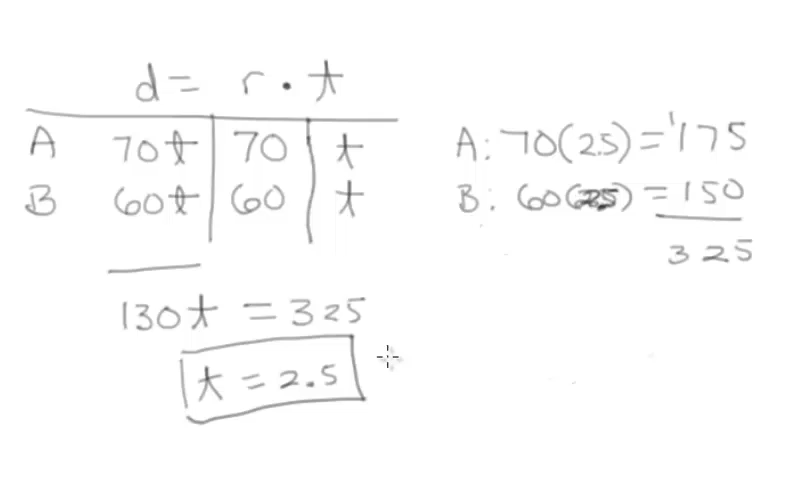 d = r · t
A 70t 70 t
B 60t 60 t
130t = 325
t = 2.5
A: 70(2.5) = 175
B: 60(2.5) = 150
325